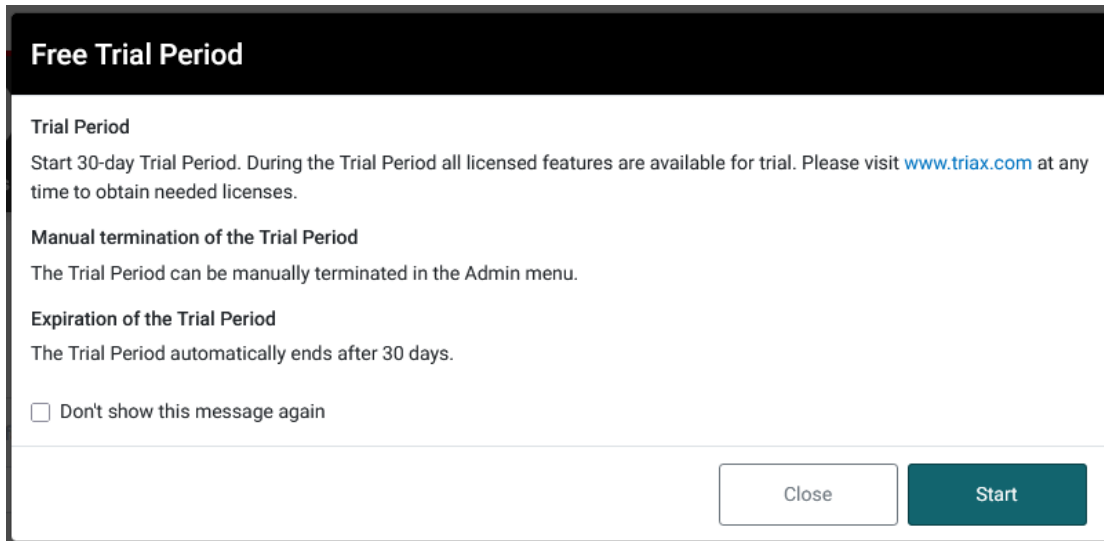 Free Trial Period
Trial Period
Start 30-day Trial Period. During the Trial Period all licensed features are available for trial. Please visit www.triax.com at any
time to obtain needed licenses.
Manual termination of the Trial Period
The Trial Period can be manually terminated in the Admin menu.
Expiration of the Trial Period
The Trial Period automatically ends after 30 days.
Don't show this message again
Close
Start